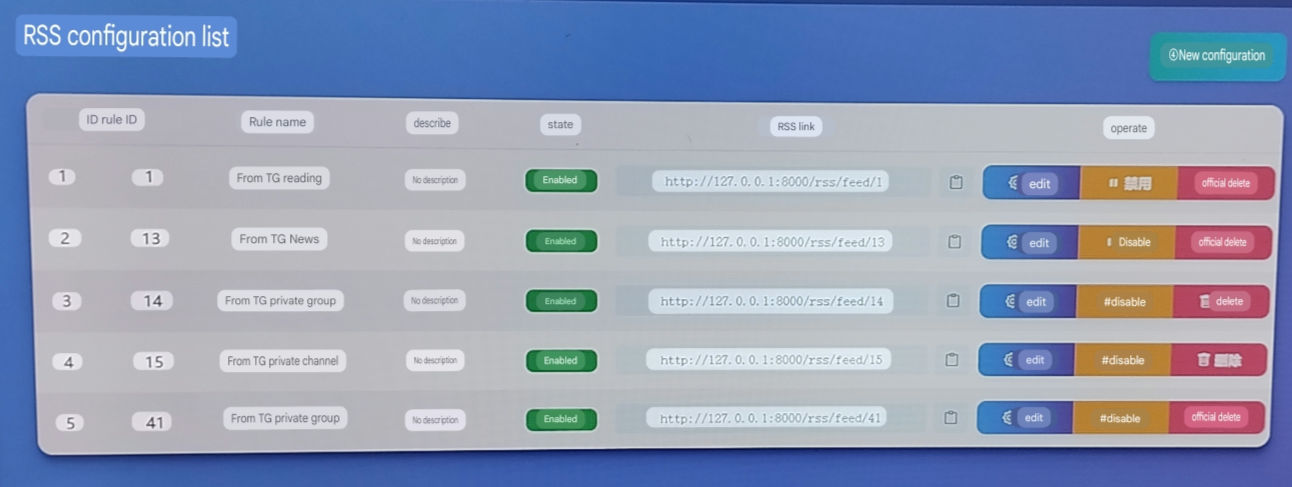 RSS configuration list
④New configuration
ID rule ID Rule name describe state RSS link operate
1 1 From TG reading No description Enabled http://127.0.0.1:8000/rss/feed/1 edit 禁用 official delete
2 13 From TG News No description Enabled http://127.0.0.1:8000/rss/feed/13 edit Disable official delete
3 14 From TG private group No description Enabled http://127.0.0.1:8000/rss/feed/14 edit #disable delete
4 15 From TG private channel No description Enabled http://127.0.0.1:8000/rss/feed/15 edit #disable 删除
5 41 From TG private group No description Enabled http://127.0.0.1:8000/rss/feed/41 edit #disable official delete